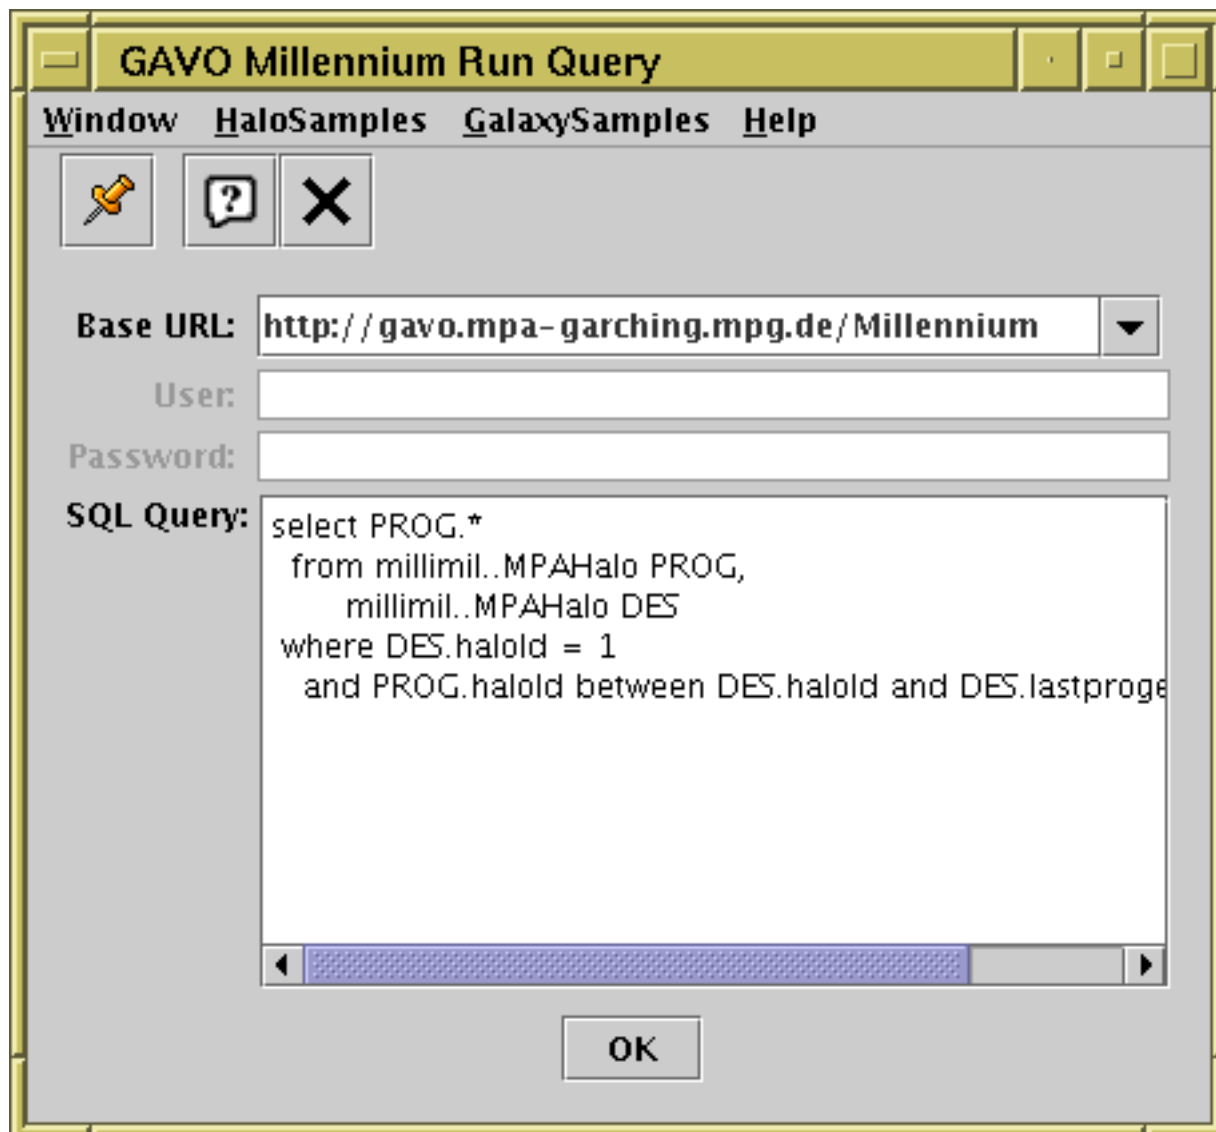 GAVO Millennium Run Query
Window HaloSamples GalaxySamples Help
?
Base URL: http://gavo.mpa-garching.mpg.de/Millennium
User:
Password:
SQL Query:
select PROG.*
from millimil..MPAHalo PROG,
millimil..MPAHalo DES
where DES.haloId = 1
and PROG.haloId between DES.haloId and DES.lastproge
OK